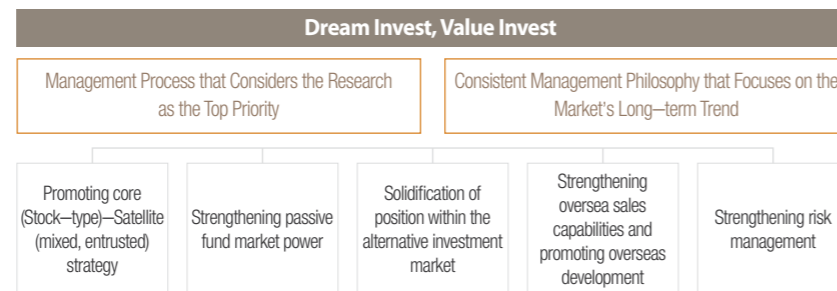 Dream Invest, Value Invest
Management Process that Considers the Research
as the Top Priority
Consistent Management Philosophy that Focuses on the
Market's Long–term Trend
Promoting core
(Stock–type)–Satellite
(mixed, entrusted)
strategy
Strengthening passive
fund market power
Solidification of
position within the
alternative investment
market
Strengthening
oversea sales
capabilities and
promoting overseas
development
Strengthening risk
management